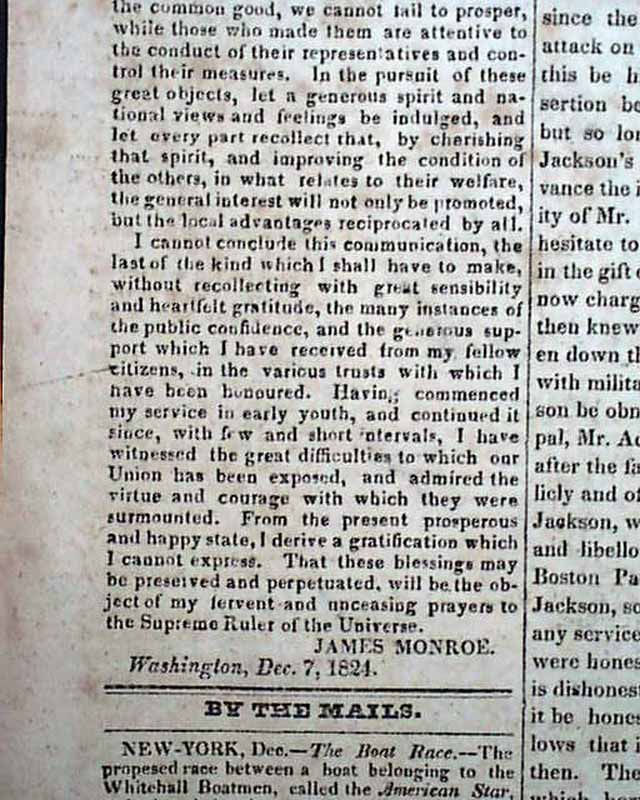 the common good, we cannot fail to prosper,
while those who made them are attentive to
the conduct of their representatives and con-
trol their measures. In the pursuit of these
great objects, let a generous spirit and na-
tional views and feelings be indulged, and
let every part recollect that, by cherishing
that spirit, and improving the condition of
the others, in what relates to their welfare,
the general interest will not only be promoted,
but the local advantages reciprocated by all.
I cannot conclude this communication, the
last of the kind which I shall have to make,
without recollecting with great sensibility
and heartfelt gratitude, the many instances of
the public confidence, and the generous sup-
port which I have received from my fellow
citizens, in the various trusts with which I
have been honoured. Having commenced
my service in early youth, and continued it
since, with few and short intervals, I have
witnessed the great difficulties to which our
Union has been exposed, and admired the
virtue and courage with which they were
surmounted. From the present prosperous
and happy state, I derive a gratification which
I cannot express. That these blessings may
be preserved and perpetuated, will be the ob-
ject of my fervent and unceasing prayers to
the Supreme Ruler of the Universe.
JAMES MONROE.
Washington, Dec. 7, 1824.
BY THE MAILS.
NEW-YORK, Dec.—The Boat Race.—The
propesed race between a boat belonging to the
Whitehall Boatmen, called the American Star,
since the
attack on
this be h
sertion be
but so lon
Jackson's
vance the i
ity of Mr.
hesitate to
in the gift o
now charg
then knew
en down th
with milita
son be obn
pal, Mr. Ad
after the fa
licly and of
Jackson, w
and libello
Boston Pa
Jackson, so
any service
were hones
is dishonest
it be hones
lows that i
then. The
which